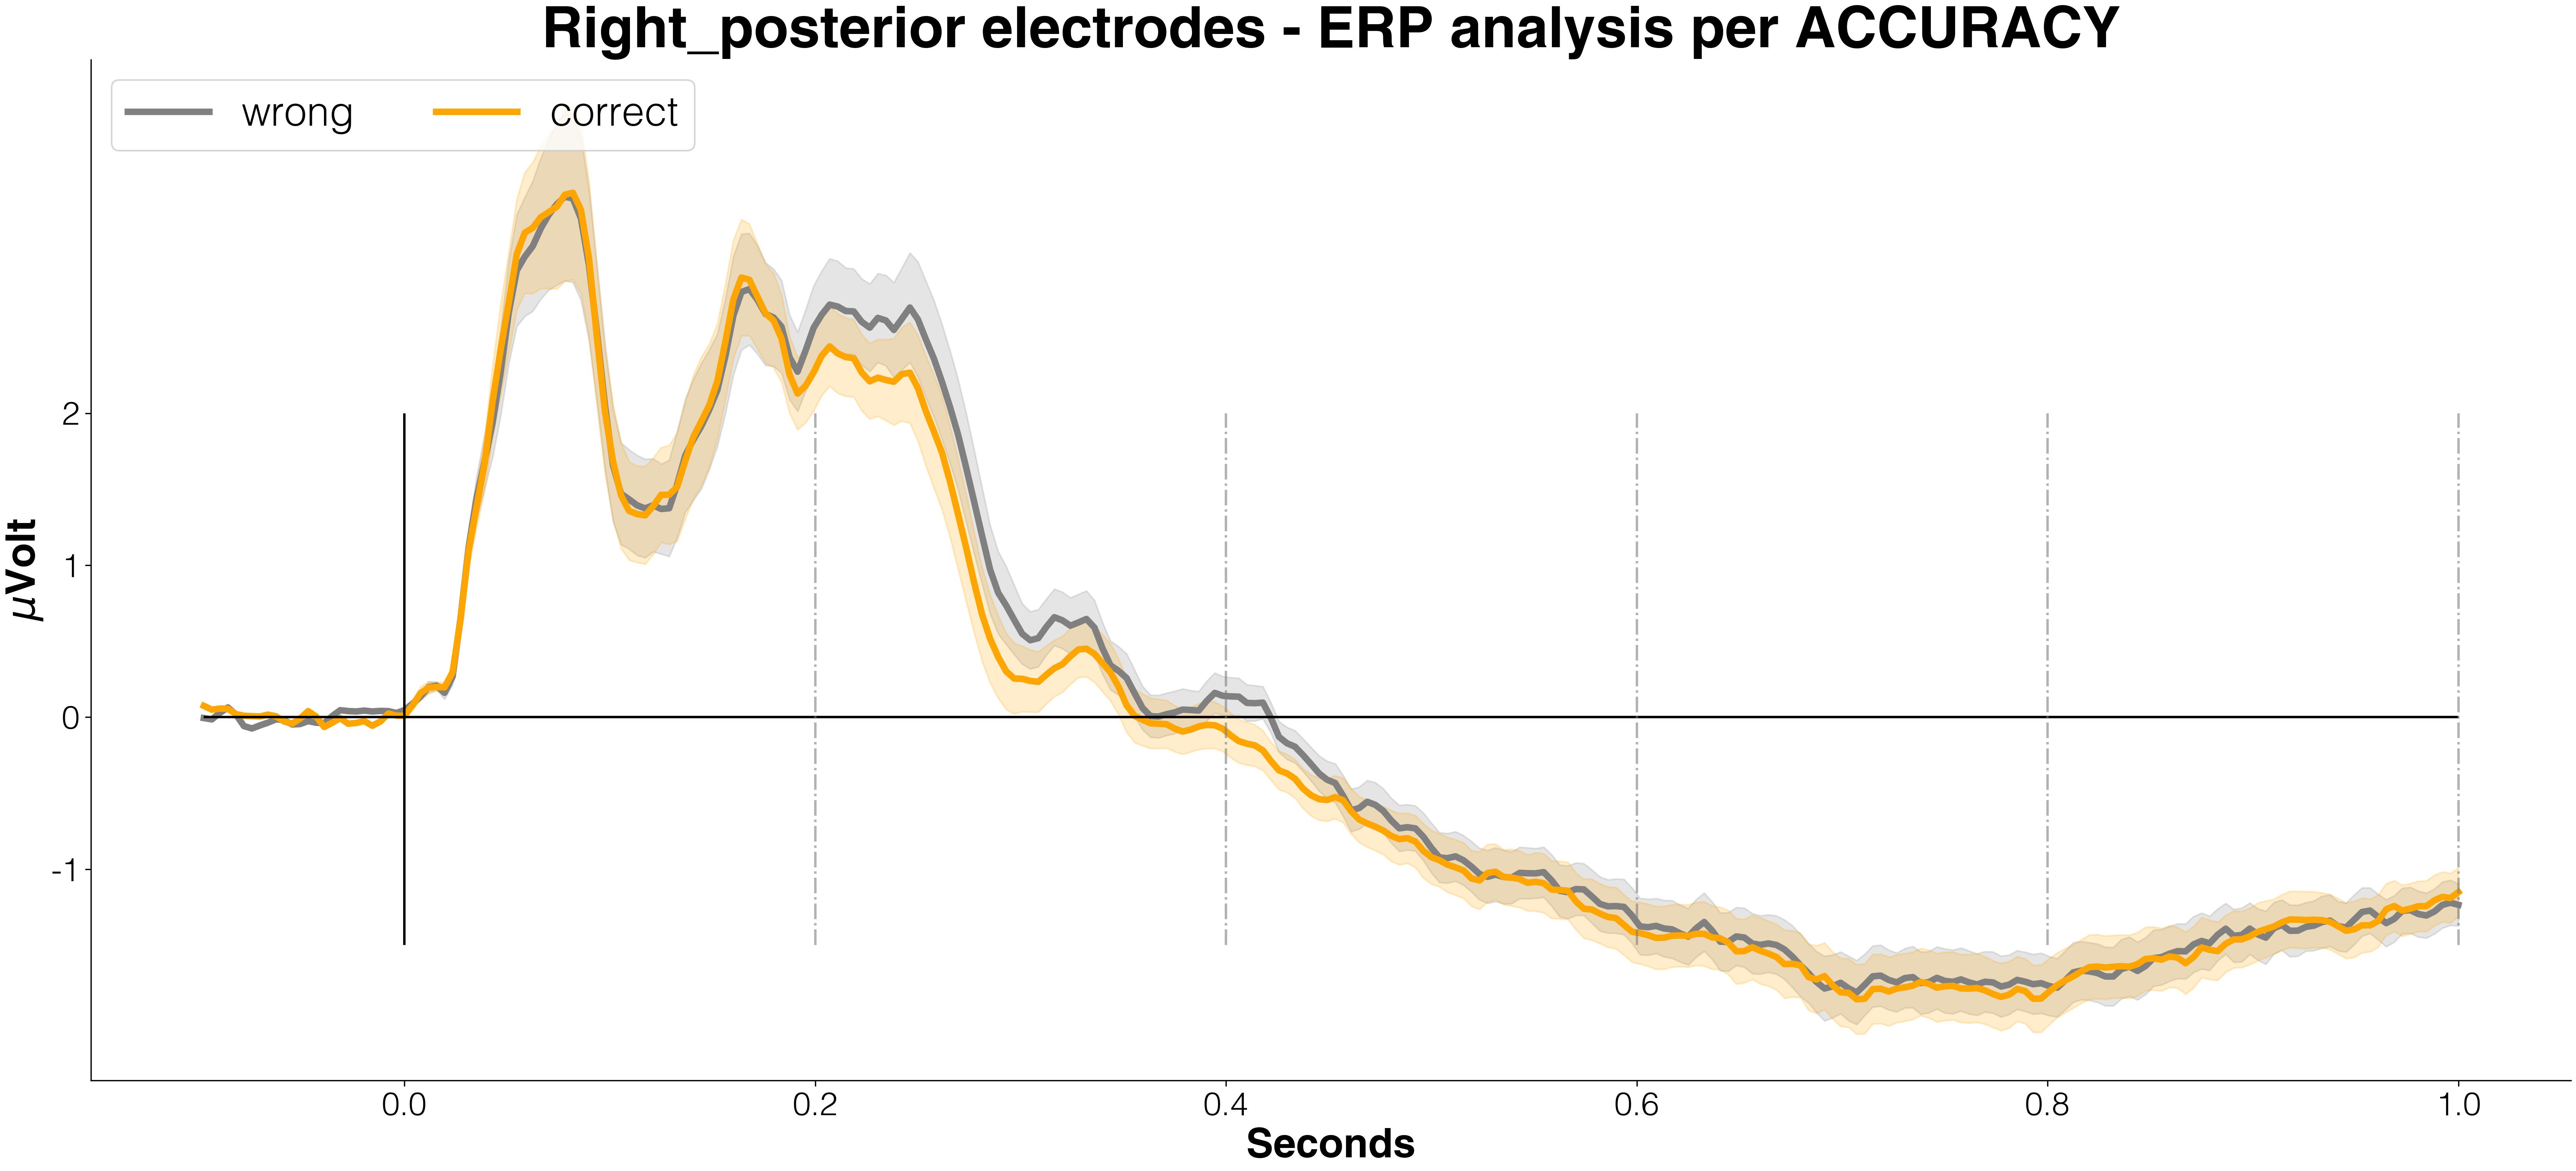 Right_posterior electrodes - ERP analysis per ACCURACY
wrong correct
μVolt
2
1
0
-1
0.0 0.2 0.4 0.6 0.8 1.0
Seconds